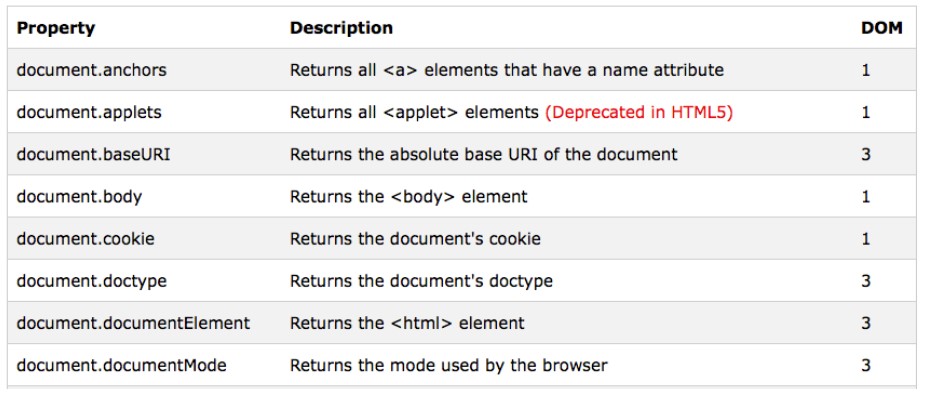 Property Description DOM
document.anchors Returns all <a> elements that have a name attribute 1
document.applets Returns all <applet> elements (Deprecated in HTML5) 1
document.baseURI Returns the absolute base URI of the document 3
document.body Returns the <body> element 1
document.cookie Returns the document's cookie 1
document.doctype Returns the document's doctype 3
document.documentElement Returns the <html> element 3
document.documentMode Returns the mode used by the browser 3